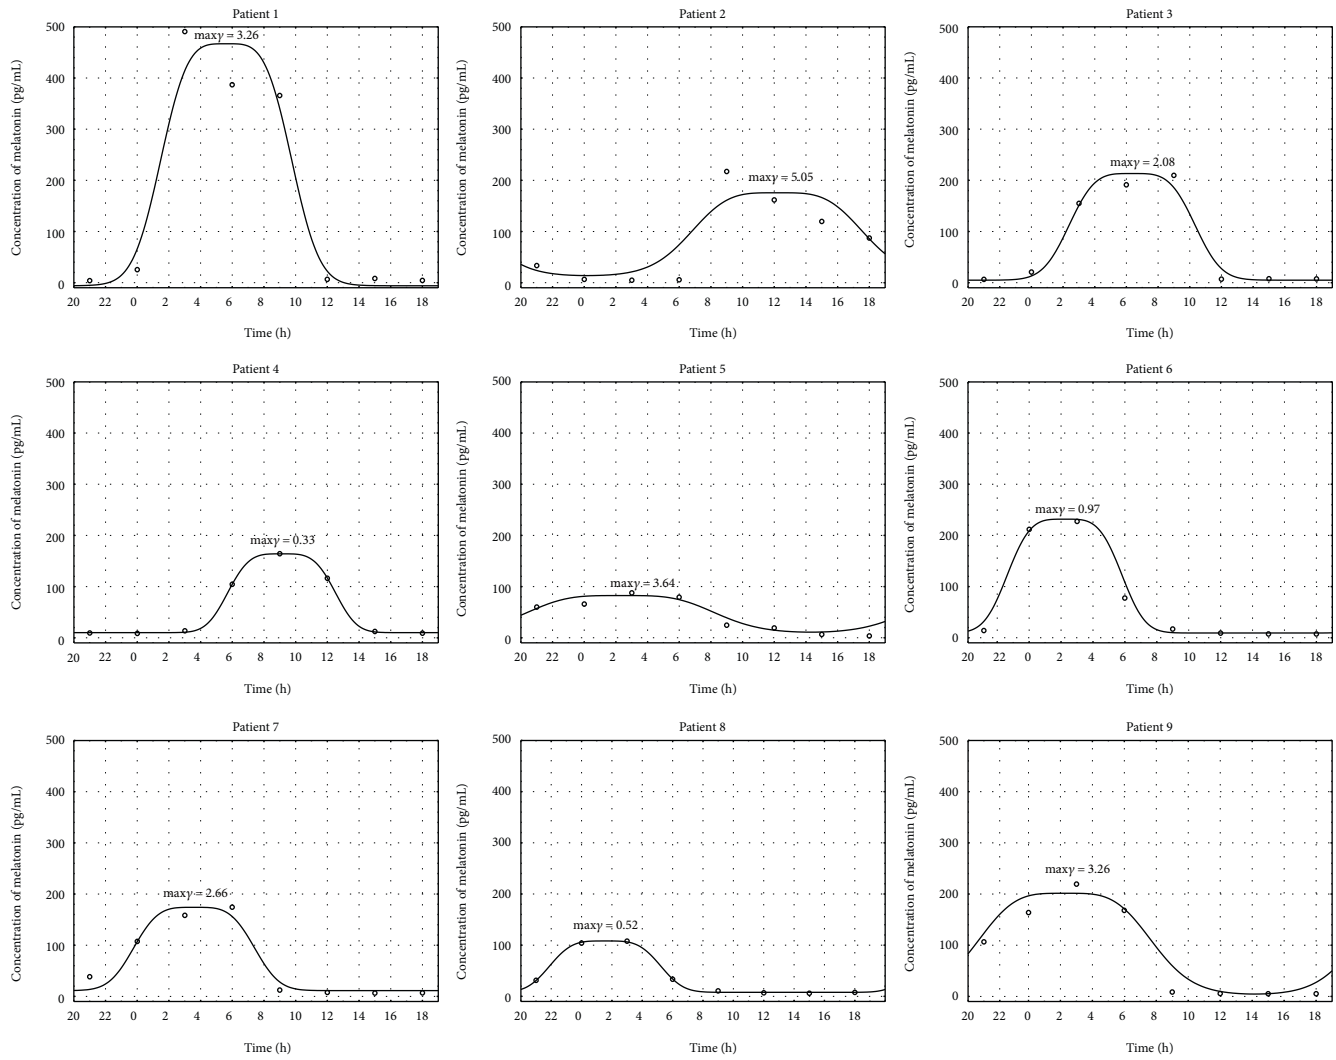 Patient 1
500
400
300
200
100
0
Concentration of melatonin (pg/mL)
maxγ = 3.26
20 22 0 2 4 6 8 10 12 14 16 18
Time (h)
Patient 2
500
400
300
200
100
0
Concentration of melatonin (pg/mL)
maxγ = 5.05
20 22 0 2 4 6 8 10 12 14 16 18
Time (h)
Patient 3
500
400
300
200
100
0
Concentration of melatonin (pg/mL)
maxγ = 2.08
20 22 0 2 4 6 8 10 12 14 16 18
Time (h)
Patient 4
500
400
300
200
100
0
Concentration of melatonin (pg/mL)
maxγ = 0.33
20 22 0 2 4 6 8 10 12 14 16 18
Time (h)
Patient 5
500
400
300
200
100
0
Concentration of melatonin (pg/mL)
maxγ = 3.64
20 22 0 2 4 6 8 10 12 14 16 18
Time (h)
Patient 6
500
400
300
200
100
0
Concentration of melatonin (pg/mL)
maxγ = 0.97
20 22 0 2 4 6 8 10 12 14 16 18
Time (h)
Patient 7
500
400
300
200
100
0
Concentration of melatonin (pg/mL)
maxγ = 2.66
20 22 0 2 4 6 8 10 12 14 16 18
Time (h)
Patient 8
500
400
300
200
100
0
Concentration of melatonin (pg/mL)
maxγ = 0.52
20 22 0 2 4 6 8 10 12 14 16 18
Time (h)
Patient 9
500
400
300
200
100
0
Concentration of melatonin (pg/mL)
maxγ = 3.26
20 22 0 2 4 6 8 10 12 14 16 18
Time (h)